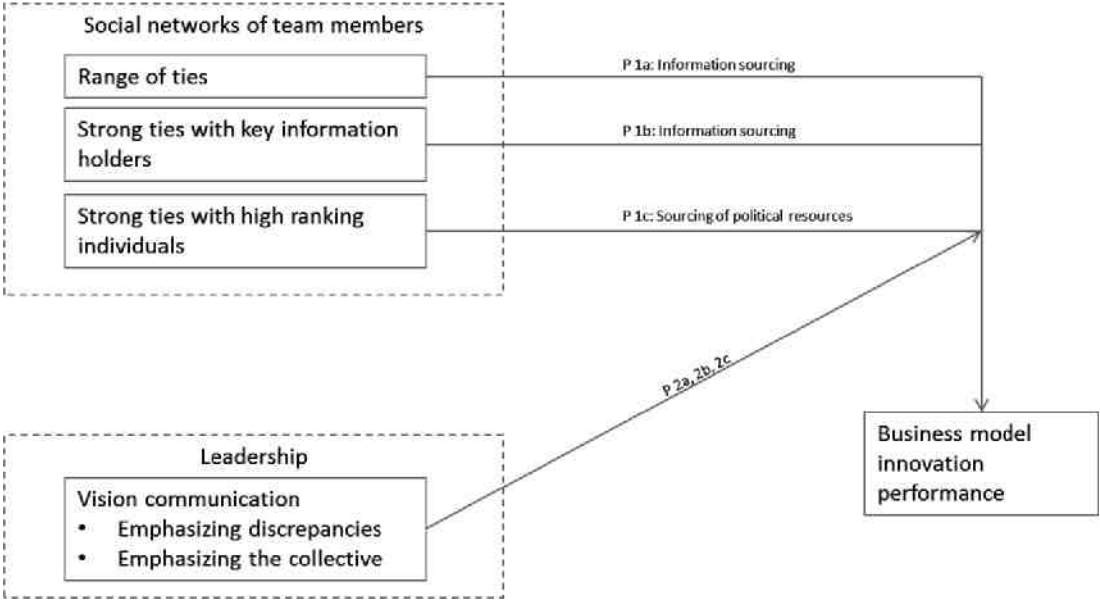 Social networks of team members
Range of ties
P 1a: Information sourcing
Strong ties with key information
holders
P 1b: Information sourcing
Strong ties with high ranking
individuals
P 1c: Sourcing of political resources
P 2a, 2b, 2c
Leadership
Vision communication
• Emphasizing discrepancies
• Emphasizing the collective
Business model
innovation
performance